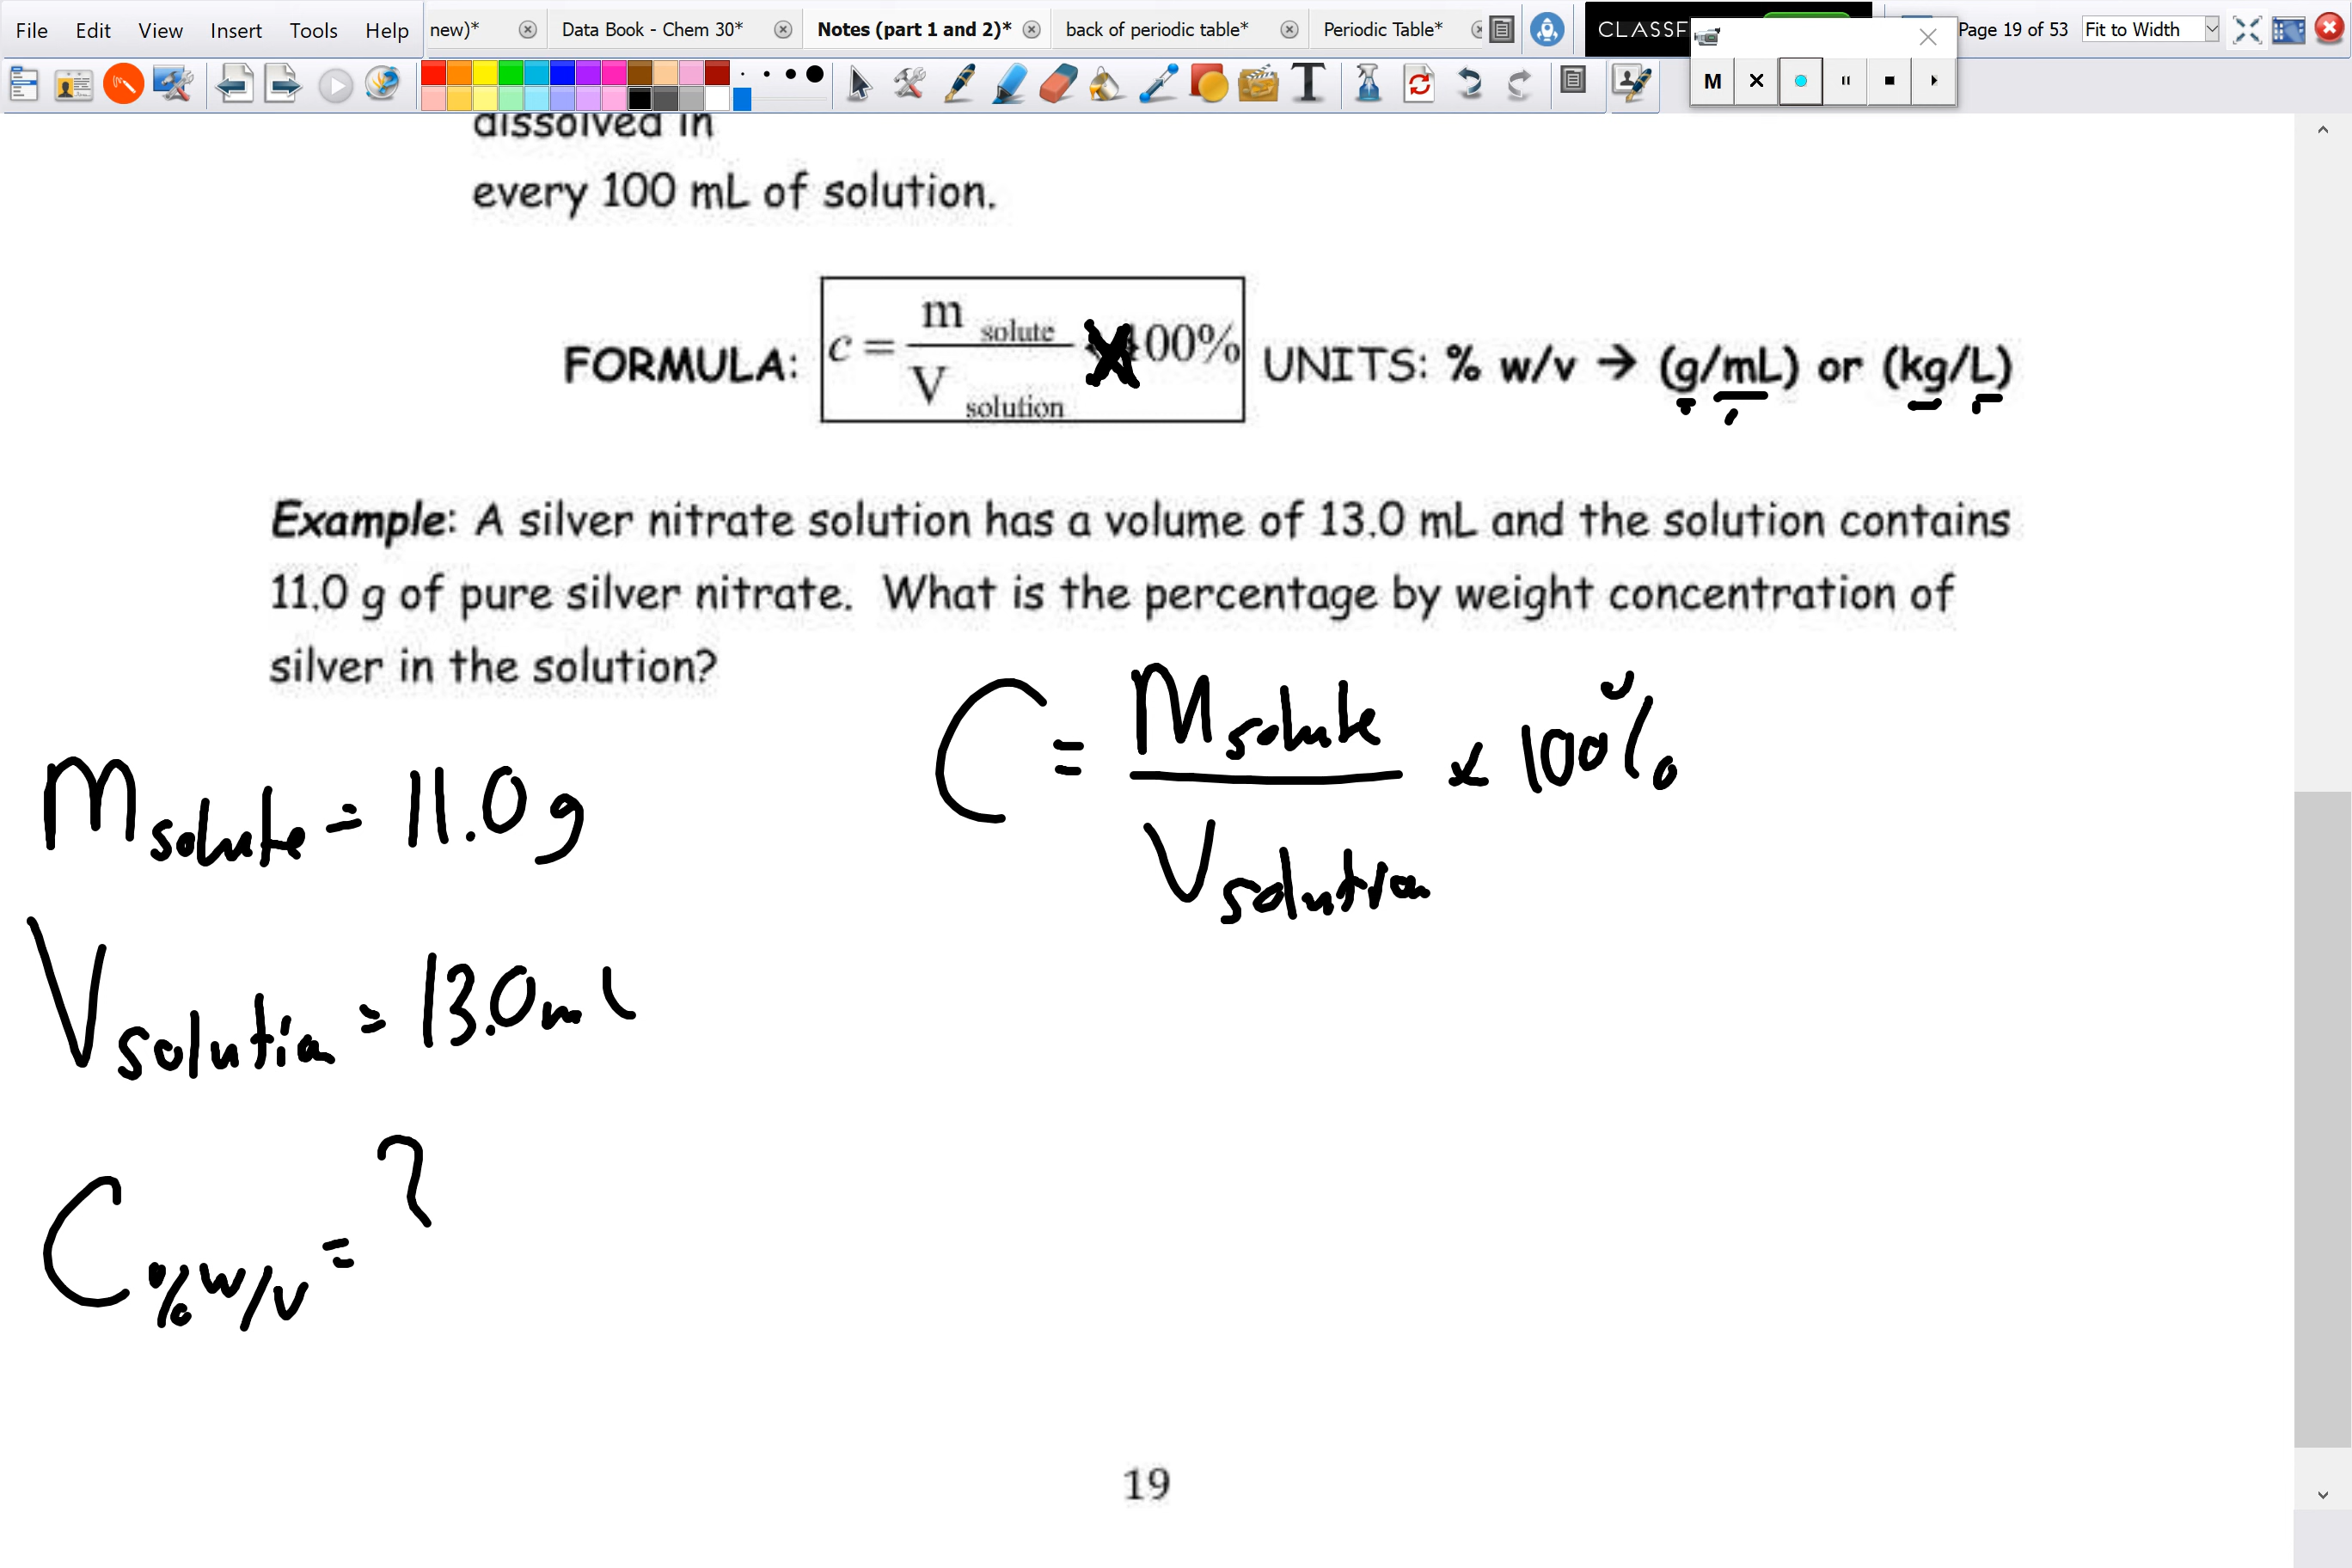 File Edit View Insert Tools Help new)* Data Book - Chem 30* Notes (part 1 and 2)* back of periodic table* Periodic Table* CLASSF Page 19 of 53 Fit to Width
M
T
dissolved in
every 100 mL of solution.
FORMULA: c = m solute / V solution X 100% UNITS: % w/v → (g/mL) or (kg/L)
Example: A silver nitrate solution has a volume of 13.0 mL and the solution contains
11.0 g of pure silver nitrate. What is the percentage by weight concentration of
silver in the solution?
C = Msolute / Vsolution x 100%
Msolute = 11.0 g
Vsolution = 13.0 mL
C % w/v = ?
19